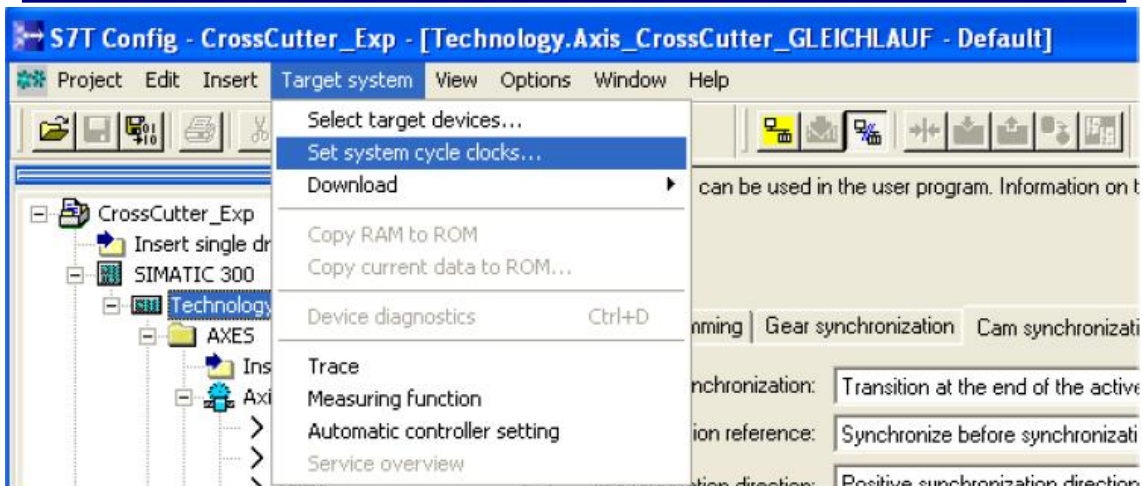 S7T Config - CrossCutter_Exp - [Technology.Axis_CrossCutter_GLEICHLAUF - Default]
Project Edit Insert Target system View Options Window Help
Select target devices...
Set system cycle clocks...
Download
Copy RAM to ROM
Copy current data to ROM...
Device diagnostics Ctrl+D
Trace
Measuring function
Automatic controller setting
Service overview
CrossCutter_Exp
Insert single dr
SIMATIC 300
Technology
AXES
Ins
Axi
can be used in the user program. Information on t
mming Gear synchronization Cam synchronizati
nchronization: Transition at the end of the active
ion reference: Synchronize before synchronizati
ation direction: Positive synchronization direction